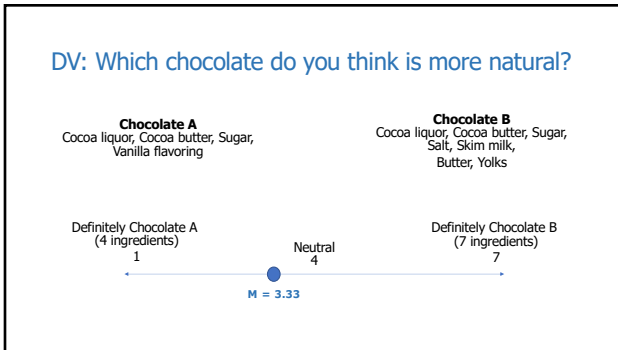 DV: Which chocolate do you think is more natural?
Chocolate A
Cocoa liquor, Cocoa butter, Sugar,
Vanilla flavoring
Chocolate B
Cocoa liquor, Cocoa butter, Sugar,
Salt, Skim milk,
Butter, Yolks
Definitely Chocolate A
(4 ingredients)
1
Neutral
4
Definitely Chocolate B
(7 ingredients)
7
M = 3.33